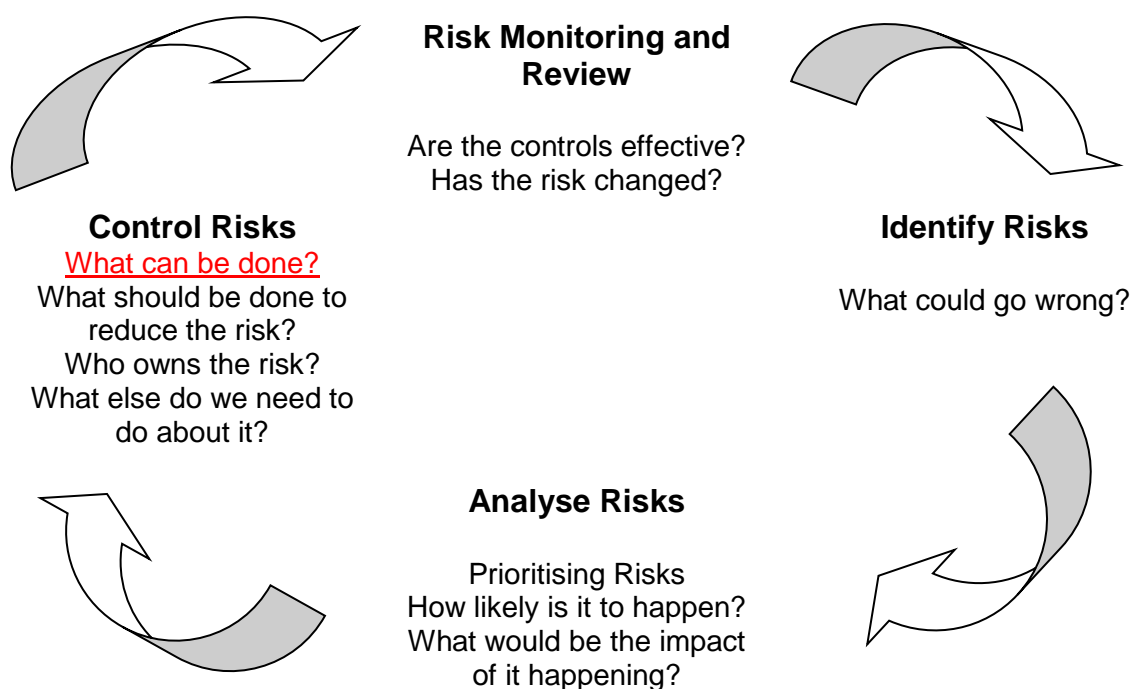 Risk Monitoring and
Review
Are the controls effective?
Has the risk changed?
Control Risks
What can be done?
What should be done to
reduce the risk?
Who owns the risk?
What else do we need to
do about it?
Identify Risks
What could go wrong?
Analyse Risks
Prioritising Risks
How likely is it to happen?
What would be the impact
of it happening?